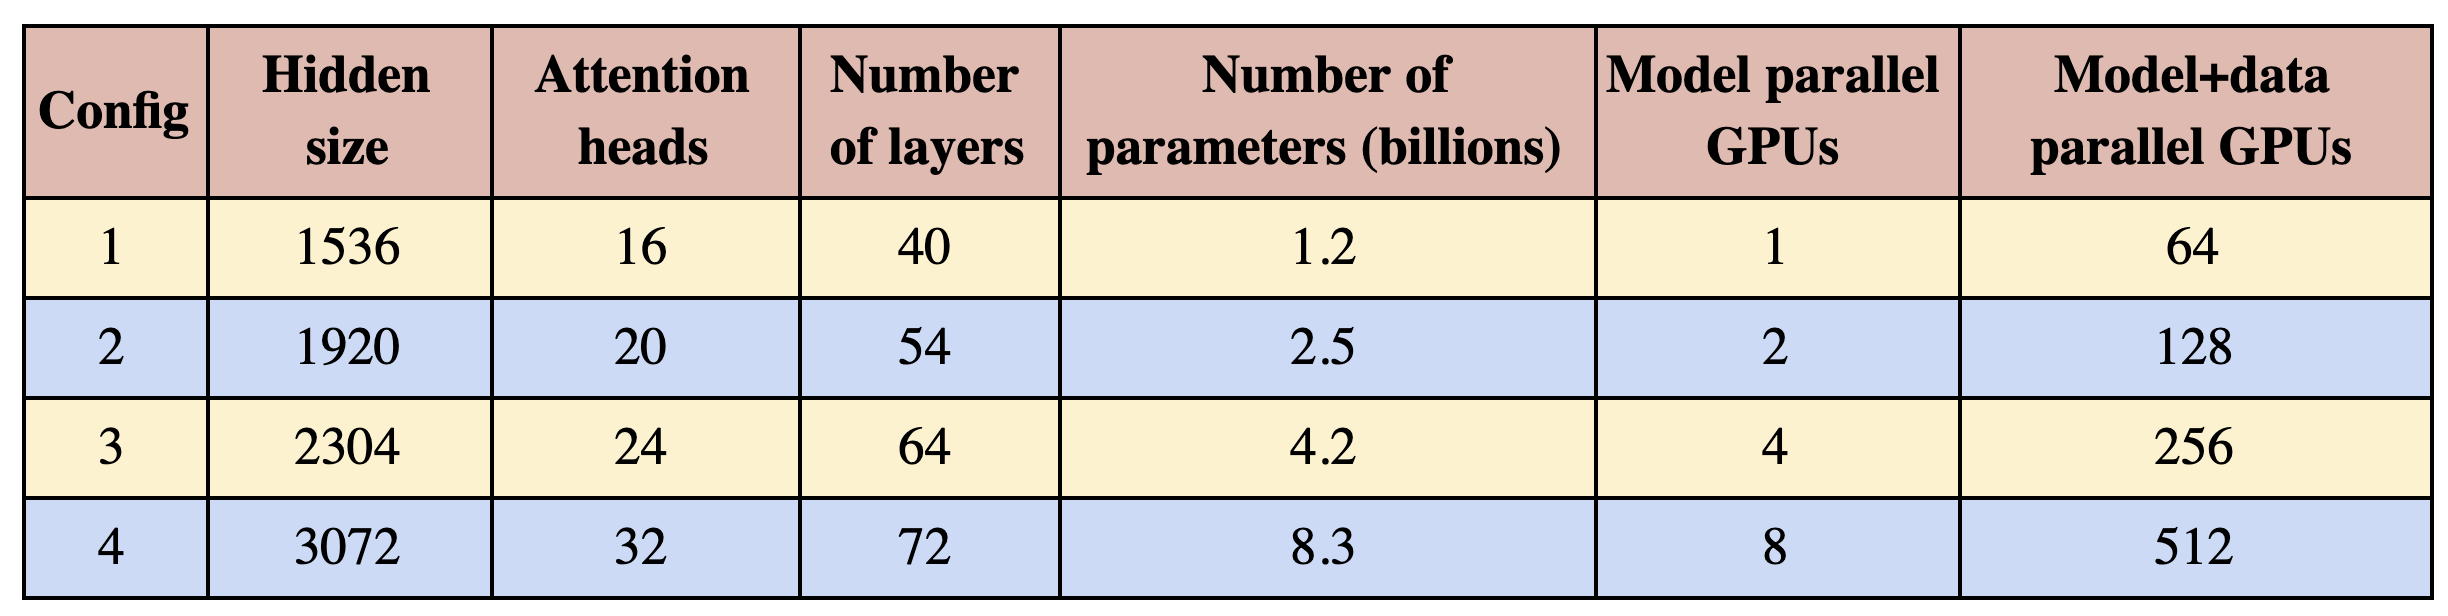 Config Hidden size Attention heads Number of layers Number of parameters (billions) Model parallel GPUs Model+data parallel GPUs
1 1536 16 40 1.2 1 64
2 1920 20 54 2.5 2 128
3 2304 24 64 4.2 4 256
4 3072 32 72 8.3 8 512